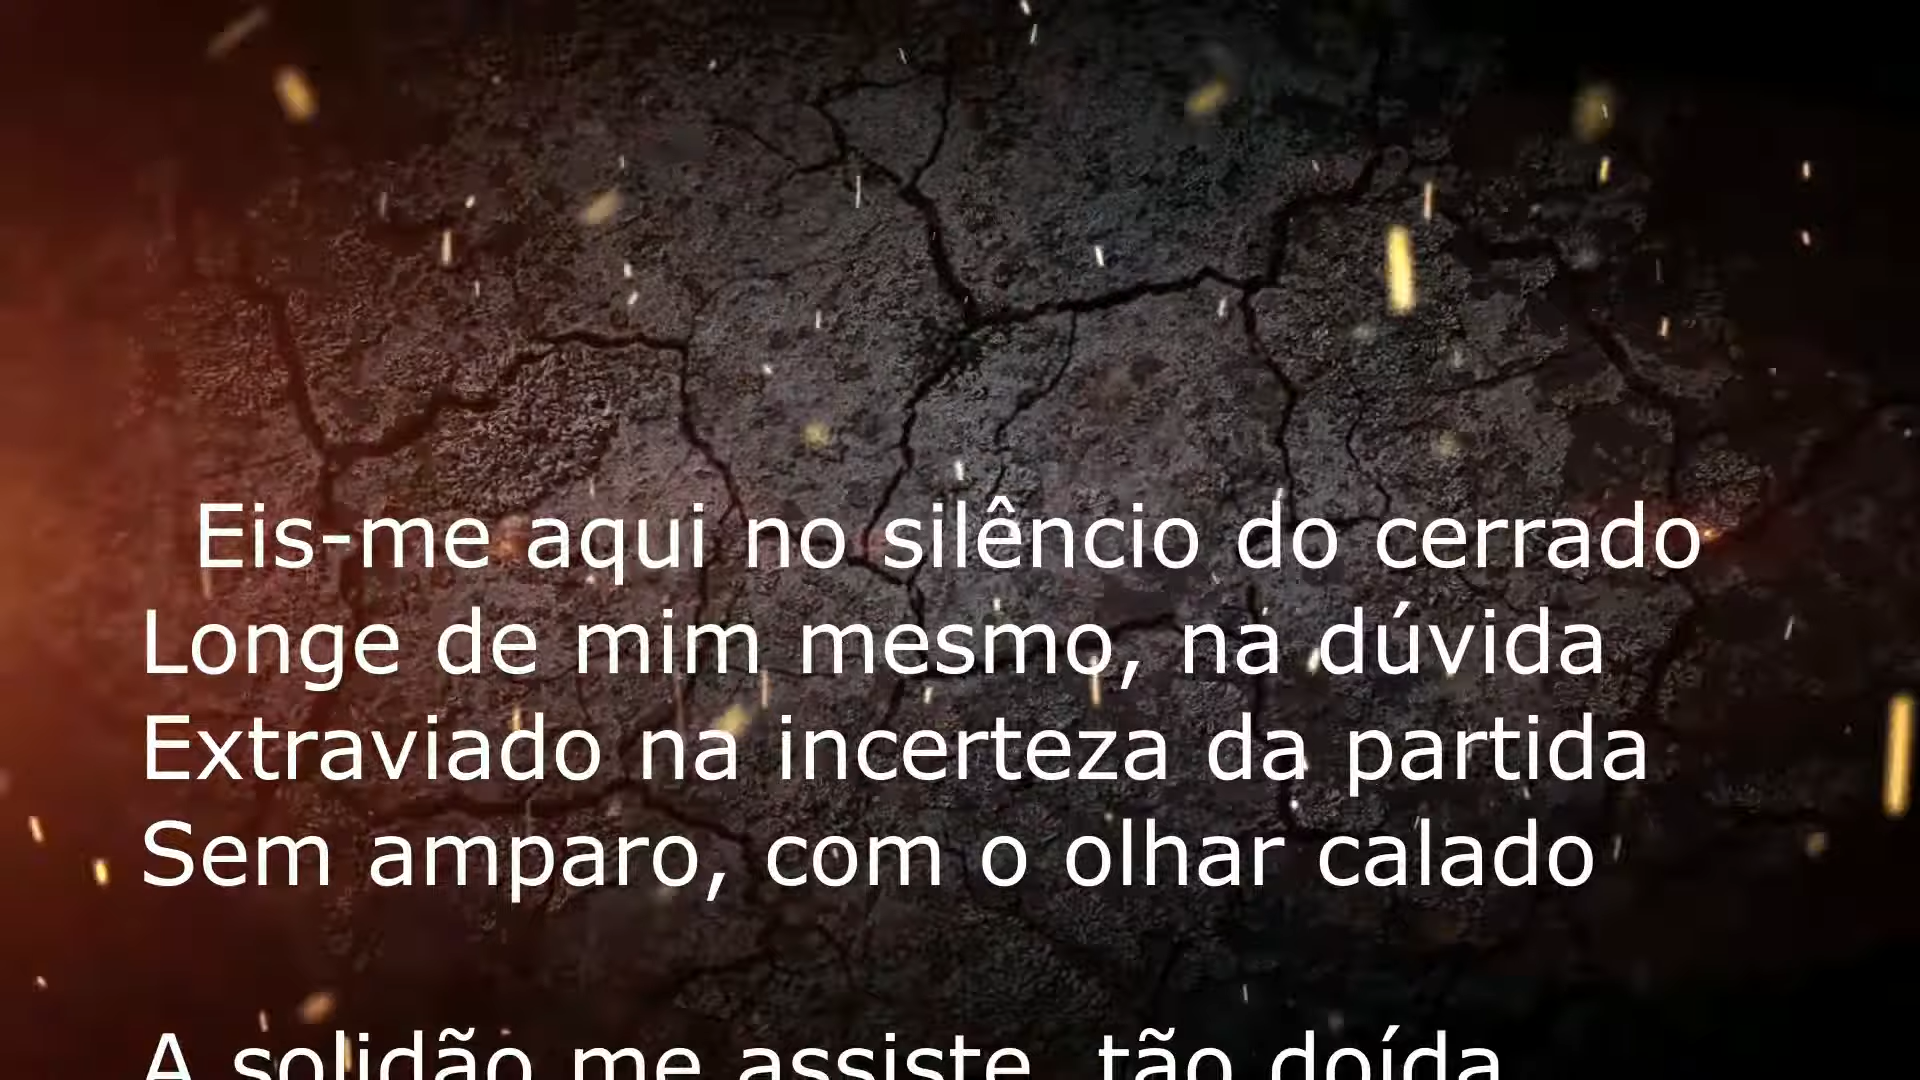 Eis-me aqui no silêncio do cerrado
Longe de mim mesmo, na dúvida
Extraviado na incerteza da partida
Sem amparo, com o olhar calado
A solidão me assiste, tão doída